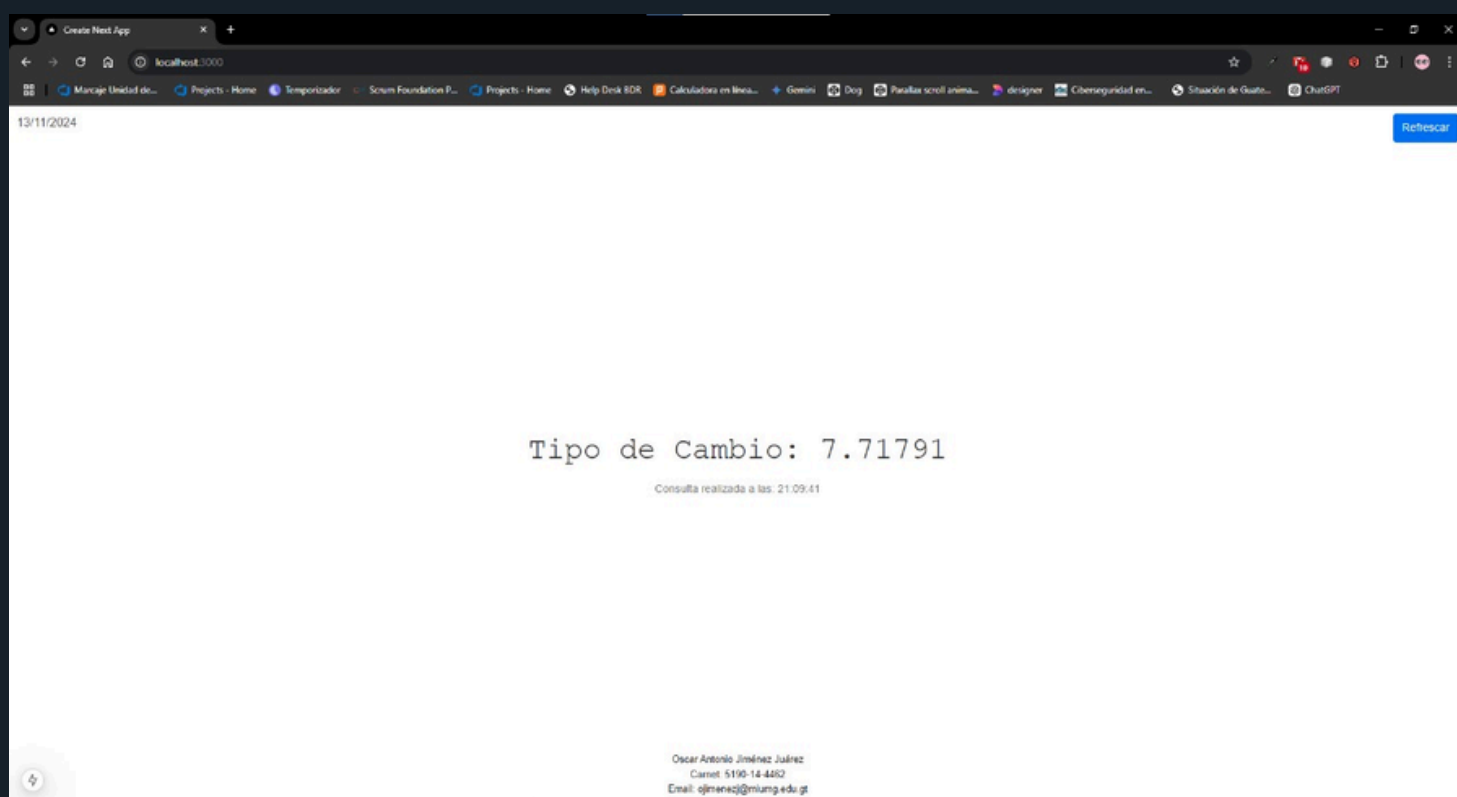 Create Next App
localhost:3000
Marcaje Unidad de...
Projects - Home
Temporizador
Scrum Foundation P...
Projects - Home
Help Desk BDR
Calculadora en línea...
Gemini
Dog
Parallax scroll anima...
designer
Ciberseguridad en...
Situación de Guate...
ChatGPT
13/11/2024
Refrescar
Tipo de Cambio: 7.71791
Consulta realizada a las: 21:09:41
Oscar Antonio Jiménez Juárez
Carnet: 5190-14-4462
Email: ojimenezj@miumg.edu.gt